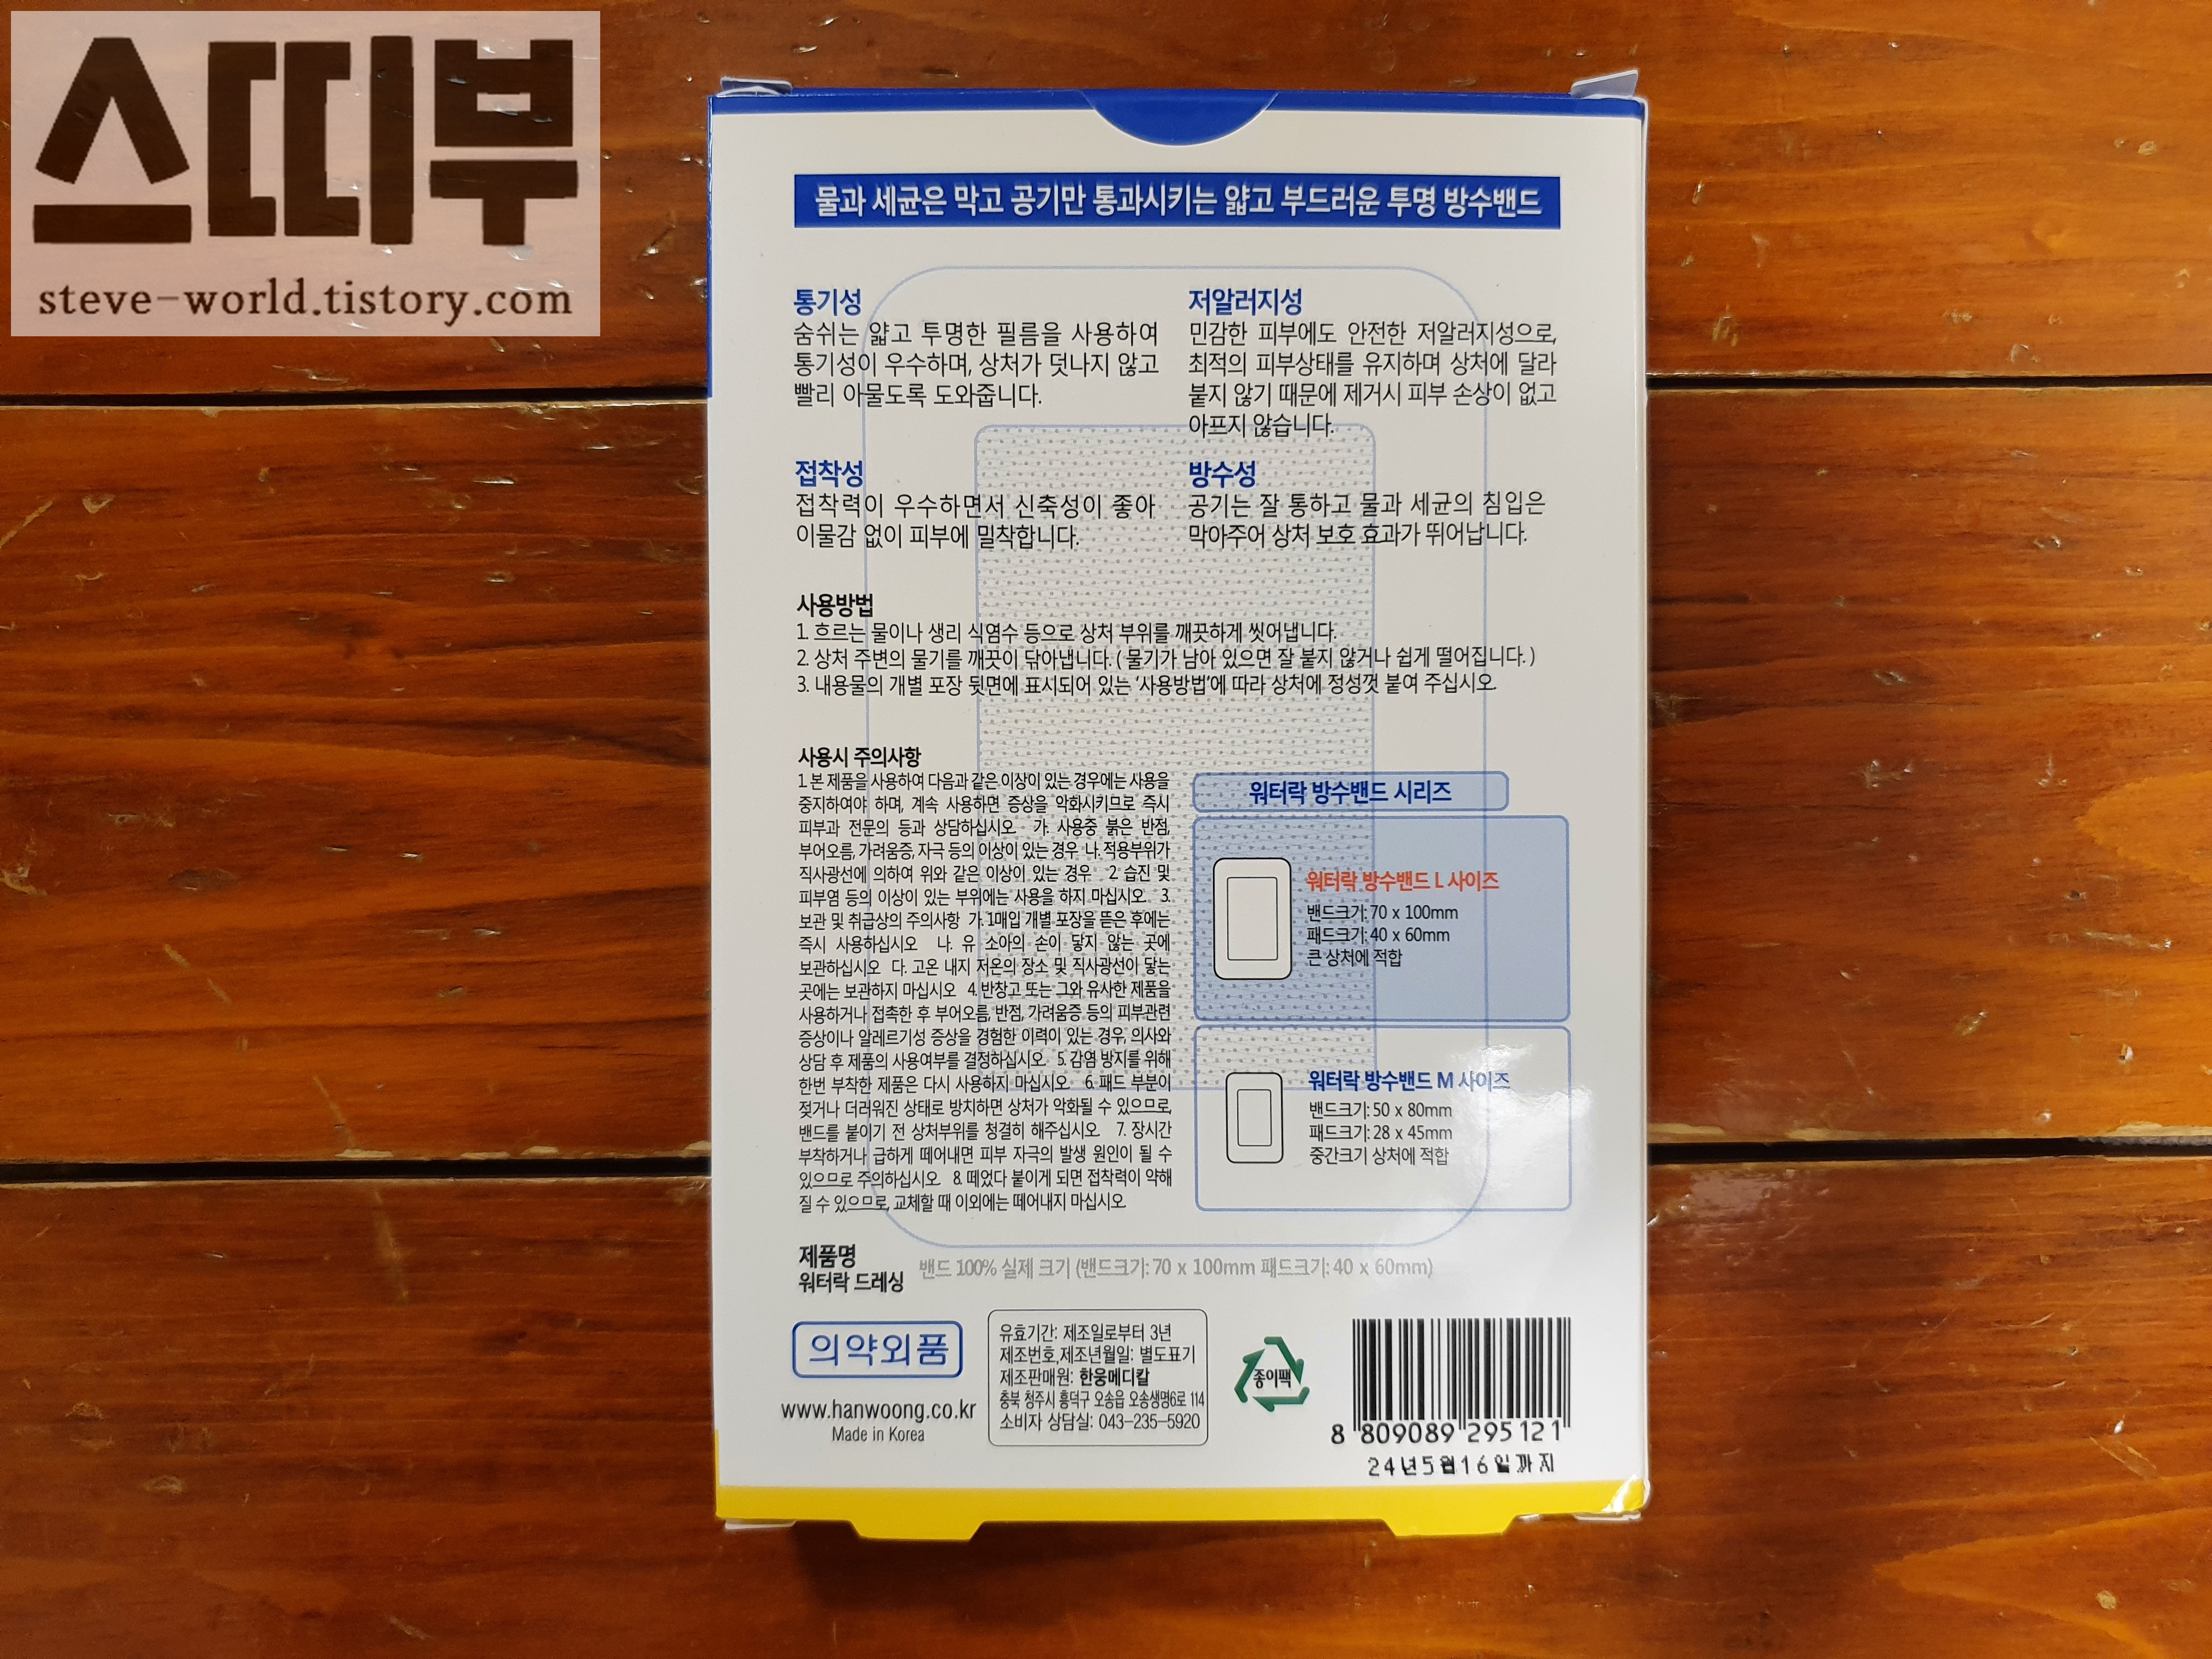 스띠부
steve-world.tistory.com
물과 세균은 막고 공기만 통과시키는 얇고 부드러운 투명 방수밴드
통기성
숨쉬는 얇고 투명한 필름을 사용하여
통기성이 우수하며, 상처가 덧나지 않고
빨리 아물도록 도와줍니다.
저알러지성
민감한 피부에도 안전한 저알러지성으로,
최적의 피부상태를 유지하며 상처에 달라
붙지 않기 때문에 제거시 피부 손상이 없고
아프지 않습니다.
접착성
접착력이 우수하면서 신축성이 좋아
이물감 없이 피부에 밀착합니다.
방수성
공기는 잘 통하고 물과 세균의 침입은
막아주어 상처 보호 효과가 뛰어납니다.
사용방법
1. 흐르는 물이나 생리 식염수 등으로 상처 부위를 깨끗하게 씻어냅니다.
2. 상처 주변의 물기를 깨끗이 닦아냅니다. ( 물기가 남아 있으면 잘 붙지 않거나 쉽게 떨어집니다. )
3. 내용물의 개별 포장 뒷면에 표시되어 있는 '사용방법'에 따라 상처에 정성껏 붙여 주십시오.
사용시 주의사항
1. 본 제품을 사용하여 다음과 같은 이상이 있는 경우에는 사용을
중지하여야 하며, 계속 사용하면 증상을 악화시키므로 즉시
피부과 전문의 등과 상담하십시오. 가. 사용중 붉은 반점,
부어오름, 가려움증, 자극 등의 이상이 있는 경우 나. 적용부위가
직사광선에 의하여 위와 같은 이상이 있는 경우 2. 습진 및
피부염 등의 이상이 있는 부위에는 사용을 하지 마십시오. 3.
보관 및 취급상의 주의사항 가. 1매입 개별 포장을 뜯은 후에는
즉시 사용하십시오 나. 유 소아의 손이 닿지 않는 곳에
보관하십시오 다. 고온 내지 저온의 장소 및 직사광선이 닿는
곳에는 보관하지 마십시오 4. 반창고 또는 그와 유사한 제품을
사용하거나 접촉한 후 부어오름, 반점, 가려움증 등의 피부관련
증상이나 알레르기성 증상을 경험한 이력이 있는 경우, 의사와
상담 후 제품의 사용여부를 결정하십시오. 5. 감염 방지를 위해
한번 부착한 제품은 다시 사용하지 마십시오. 6. 패드 부분이
젖거나 더러워진 상태로 방치하면 상처가 악화될 수 있으므로,
밴드를 붙이기 전 상처부위를 청결히 해주십시오. 7. 장시간
부착하거나 급하게 떼어내면 피부 자극의 발생 원인이 될 수
있으므로 주의하십시오. 8. 떼었다 붙이게 되면 접착력이 약해
질 수 있으므로, 교체할 때 이외에는 떼어내지 마십시오.
워터락 방수밴드 시리즈
워터락 방수밴드 L 사이즈
밴드크기: 70 x 100mm
패드크기: 40 x 60mm
큰 상처에 적합
워터락 방수밴드 M 사이즈
밴드크기: 50 x 80mm
패드크기: 28 x 45mm
중간크기 상처에 적합
제품명
워터락 드레싱
밴드 100% 실제 크기 (밴드크기: 70 x 100mm 패드크기: 40 x 60mm)
의약외품
www.hanwoong.co.kr
Made in Korea
유효기간: 제조일로부터 3년
제조번호,제조년월일: 별도표기
제조판매원: 한웅메디칼
충북 청주시 흥덕구 오송읍 오송생명6로 114
소비자 상담실: 043-235-5920
종이팩
8 809089 295121
24년5월16일까지